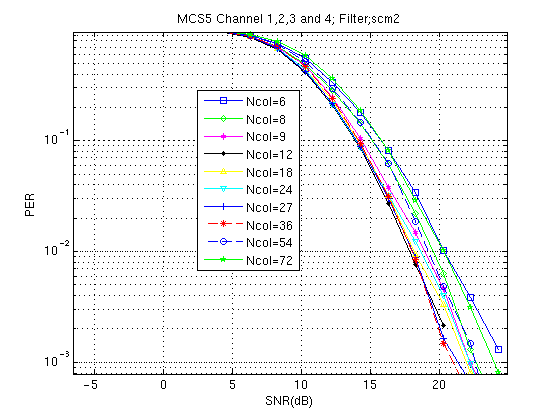 MCS5 Channel 1,2,3 and 4; Filter;scm2
PER
10^-1
10^-2
10^-3
Ncol=6
Ncol=8
Ncol=9
Ncol=12
Ncol=18
Ncol=24
Ncol=27
Ncol=36
Ncol=54
Ncol=72
-5 0 5 10 15 20
SNR(dB)